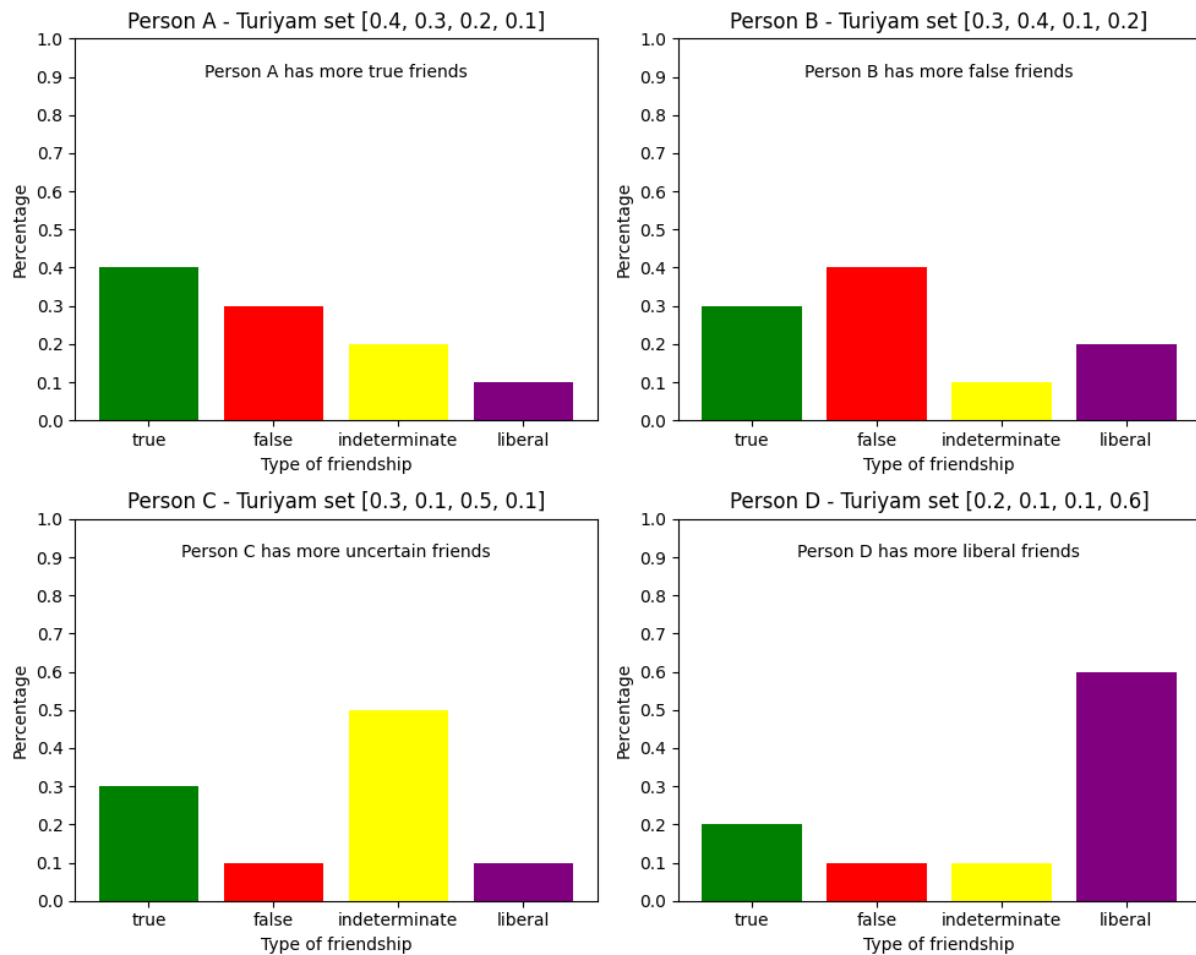 Person A - Turiyam set [0.4, 0.3, 0.2, 0.1]
1.0
0.9
0.8
0.7
0.6
0.5
0.4
0.3
0.2
0.1
0.0
Percentage
Person A has more true friends
true false indeterminate liberal
Type of friendship
Person B - Turiyam set [0.3, 0.4, 0.1, 0.2]
1.0
0.9
0.8
0.7
0.6
0.5
0.4
0.3
0.2
0.1
0.0
Percentage
Person B has more false friends
true false indeterminate liberal
Type of friendship
Person C - Turiyam set [0.3, 0.1, 0.5, 0.1]
1.0
0.9
0.8
0.7
0.6
0.5
0.4
0.3
0.2
0.1
0.0
Percentage
Person C has more uncertain friends
true false indeterminate liberal
Type of friendship
Person D - Turiyam set [0.2, 0.1, 0.1, 0.6]
1.0
0.9
0.8
0.7
0.6
0.5
0.4
0.3
0.2
0.1
0.0
Percentage
Person D has more liberal friends
true false indeterminate liberal
Type of friendship